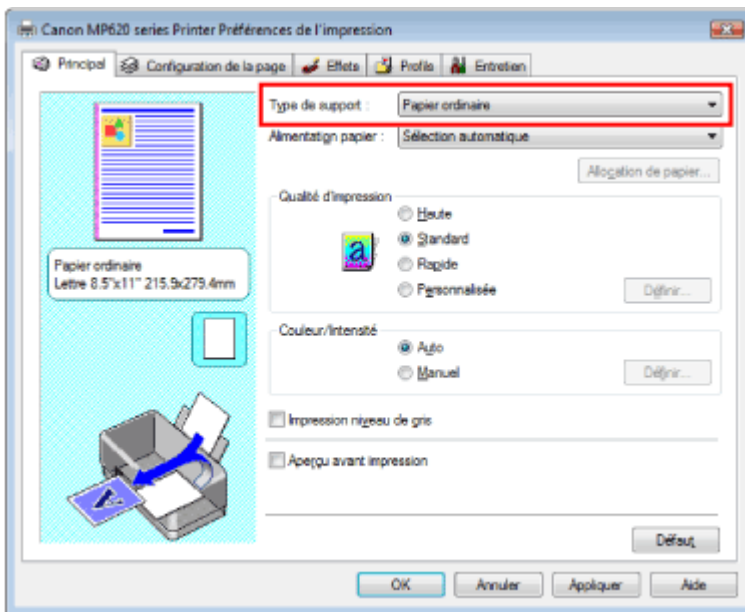 Canon MP620 series Printer Préférences de l'impression
Principal Configuration de la page Effets Profils Entretien
Type de support : Papier ordinaire
Alimentation papier : Sélection automatique
Allocation de papier...
Qualité d'impression
Haute
Standard
Rapide
Personnalisée Définir...
Papier ordinaire
Lettre 8.5"x11" 215.9x279.4mm
Couleur/Intensité
Auto
Manuel Définir...
Impression niveau de gris
Aperçu avant impression
Défaut
OK Annuler Appliquer Aide